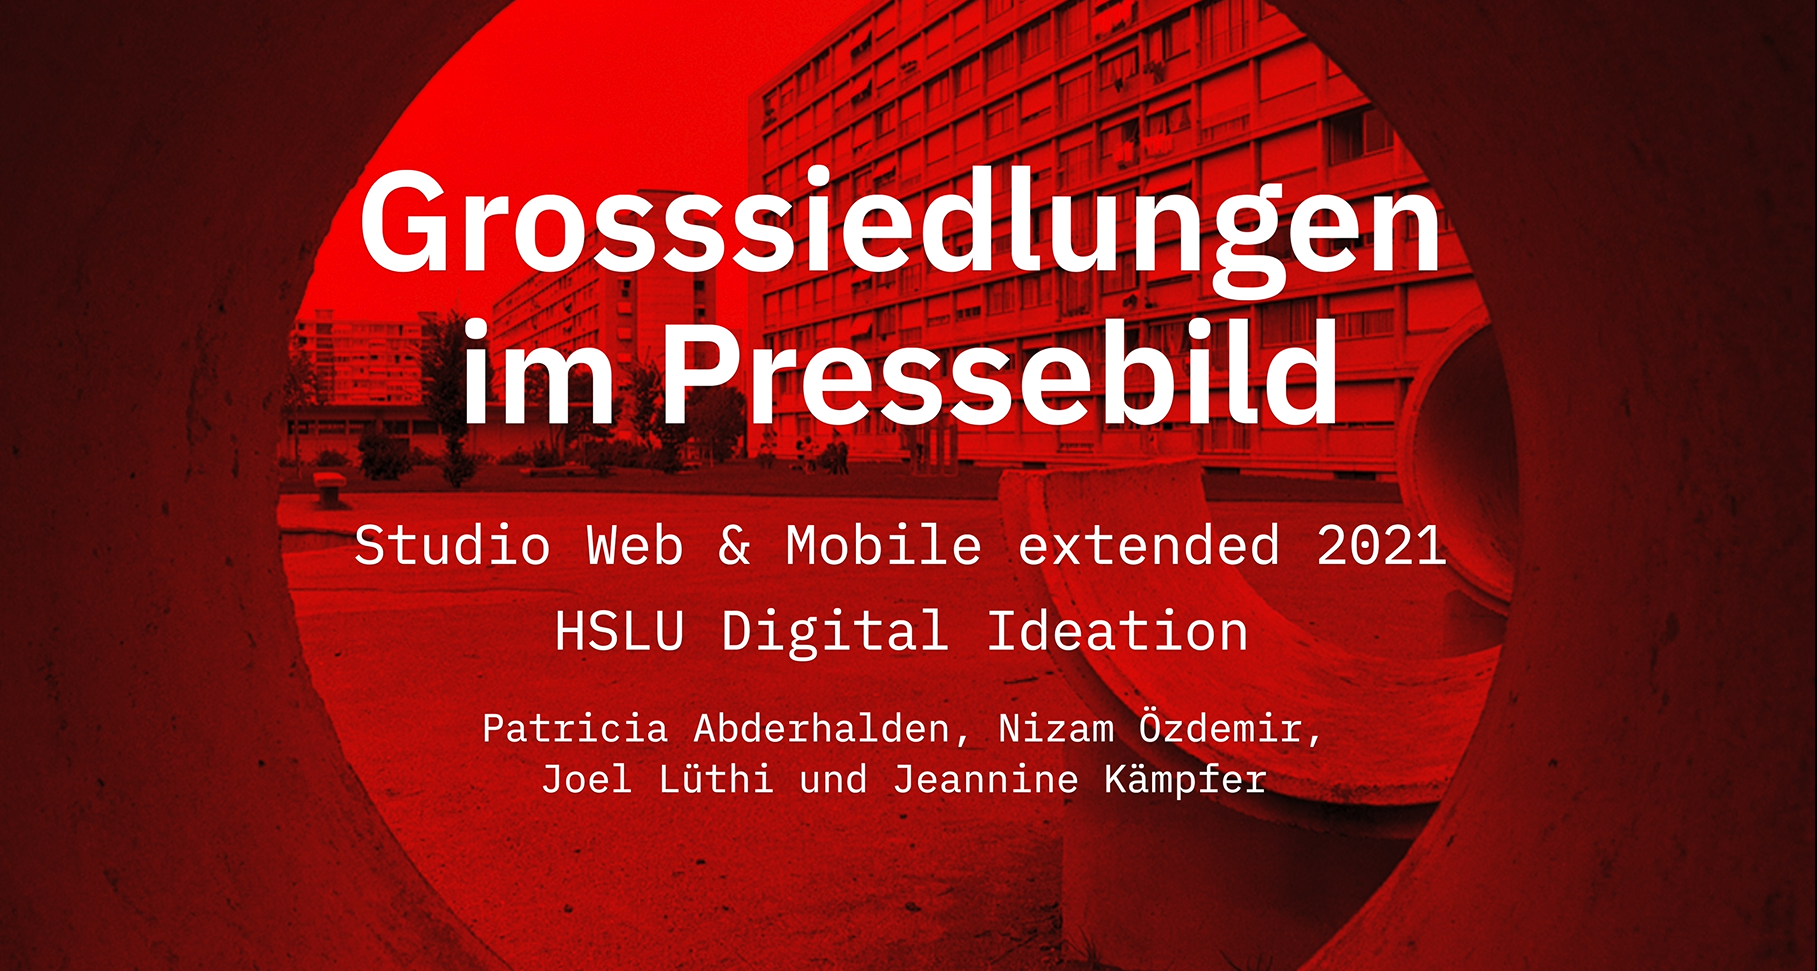 Grosssiedlungen
im Pressebild
Studio Web & Mobile extended 2021
HSLU Digital Ideation
Patricia Abderhalden, Nizam Özdemir,
Joel Lüthi und Jeannine Kämpfer